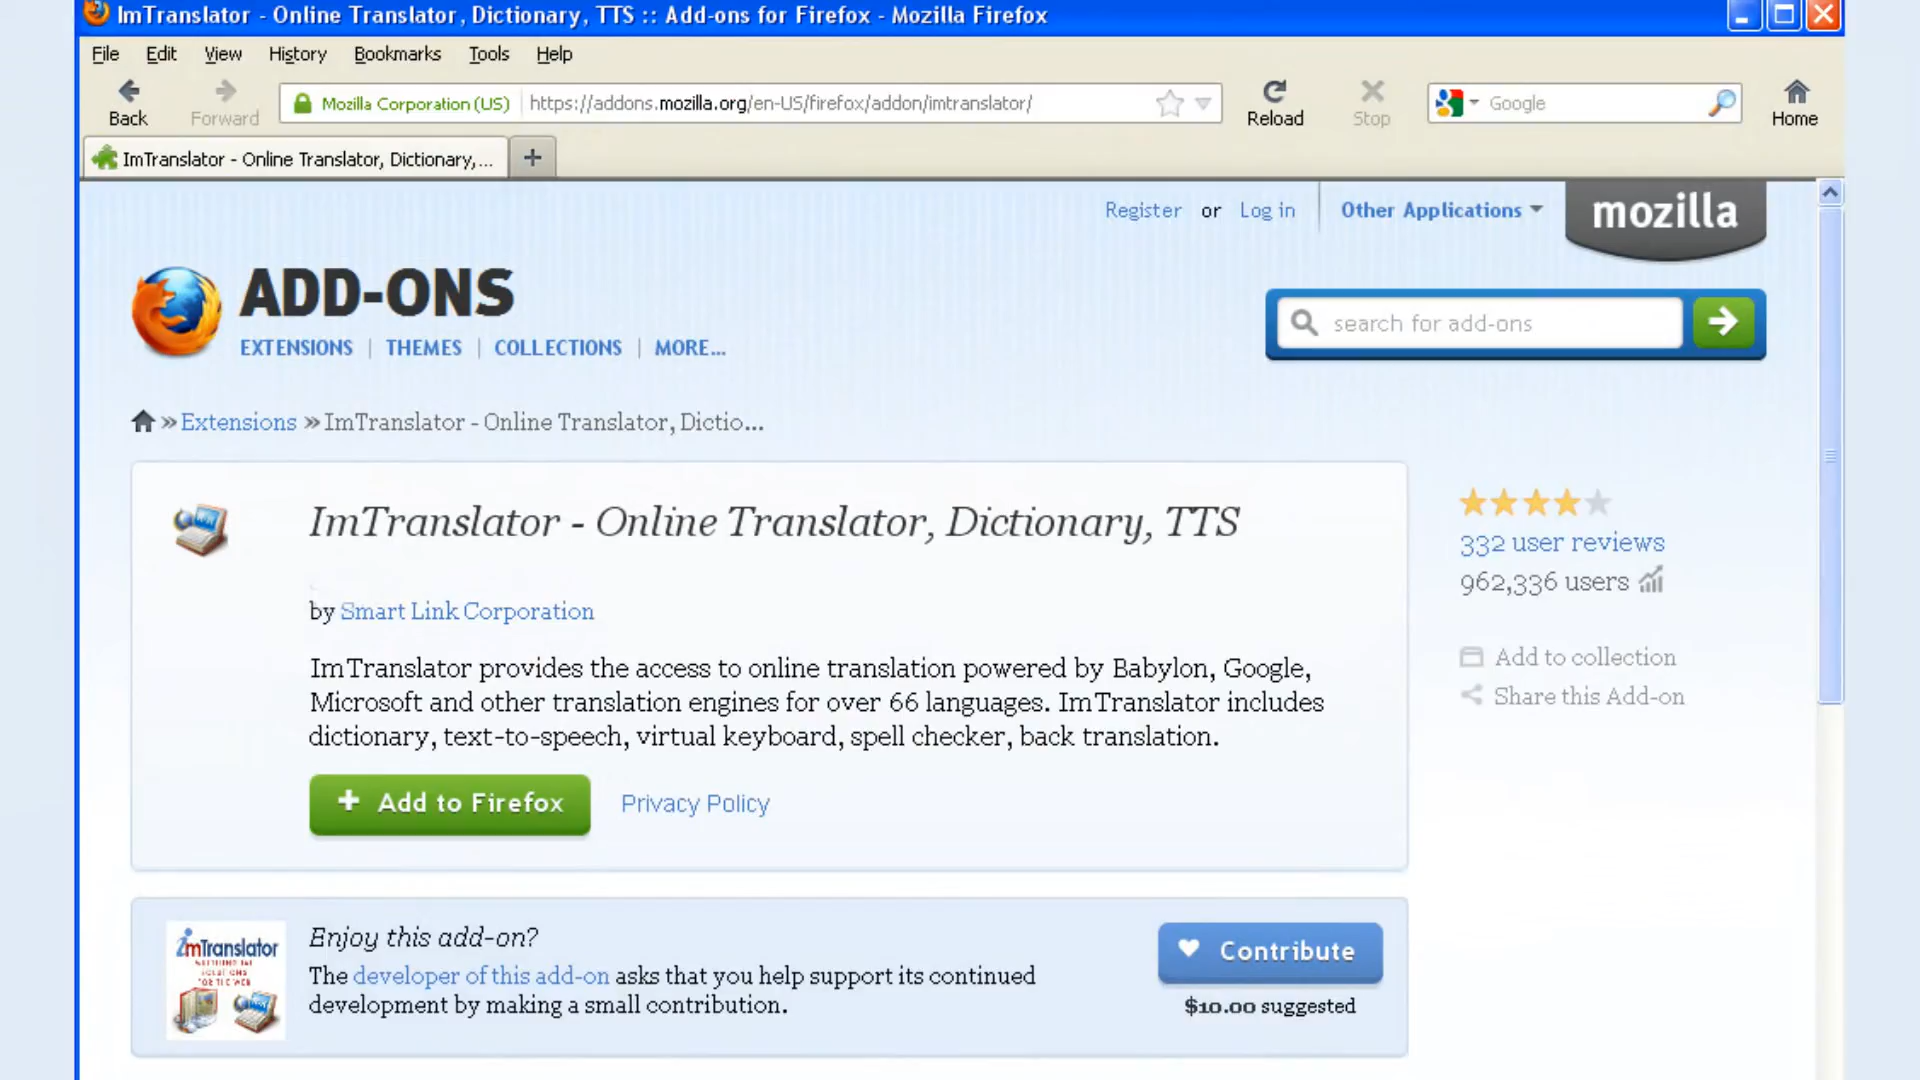 ImTranslator - Online Translator, Dictionary, TTS :: Add-ons for Firefox - Mozilla Firefox
File Edit View History Bookmarks Tools Help
Back Forward Mozilla Corporation (US) https://addons.mozilla.org/en-US/firefox/addon/imtranslator/ Reload Stop Google Home
ImTranslator - Online Translator, Dictionary,...
Register or Log in Other Applications mozilla
ADD-ONS
EXTENSIONS | THEMES | COLLECTIONS | MORE...
search for add-ons
» Extensions » ImTranslator - Online Translator, Dictio...
ImTranslator - Online Translator, Dictionary, TTS
by Smart Link Corporation
ImTranslator provides the access to online translation powered by Babylon, Google,
Microsoft and other translation engines for over 66 languages. ImTranslator includes
dictionary, text-to-speech, virtual keyboard, spell checker, back translation.
+ Add to Firefox Privacy Policy
332 user reviews
962,336 users
Add to collection
Share this Add-on
imTranslator
FOR THE WEB
Enjoy this add-on?
The developer of this add-on asks that you help support its continued
development by making a small contribution.
Contribute
$10.00 suggested